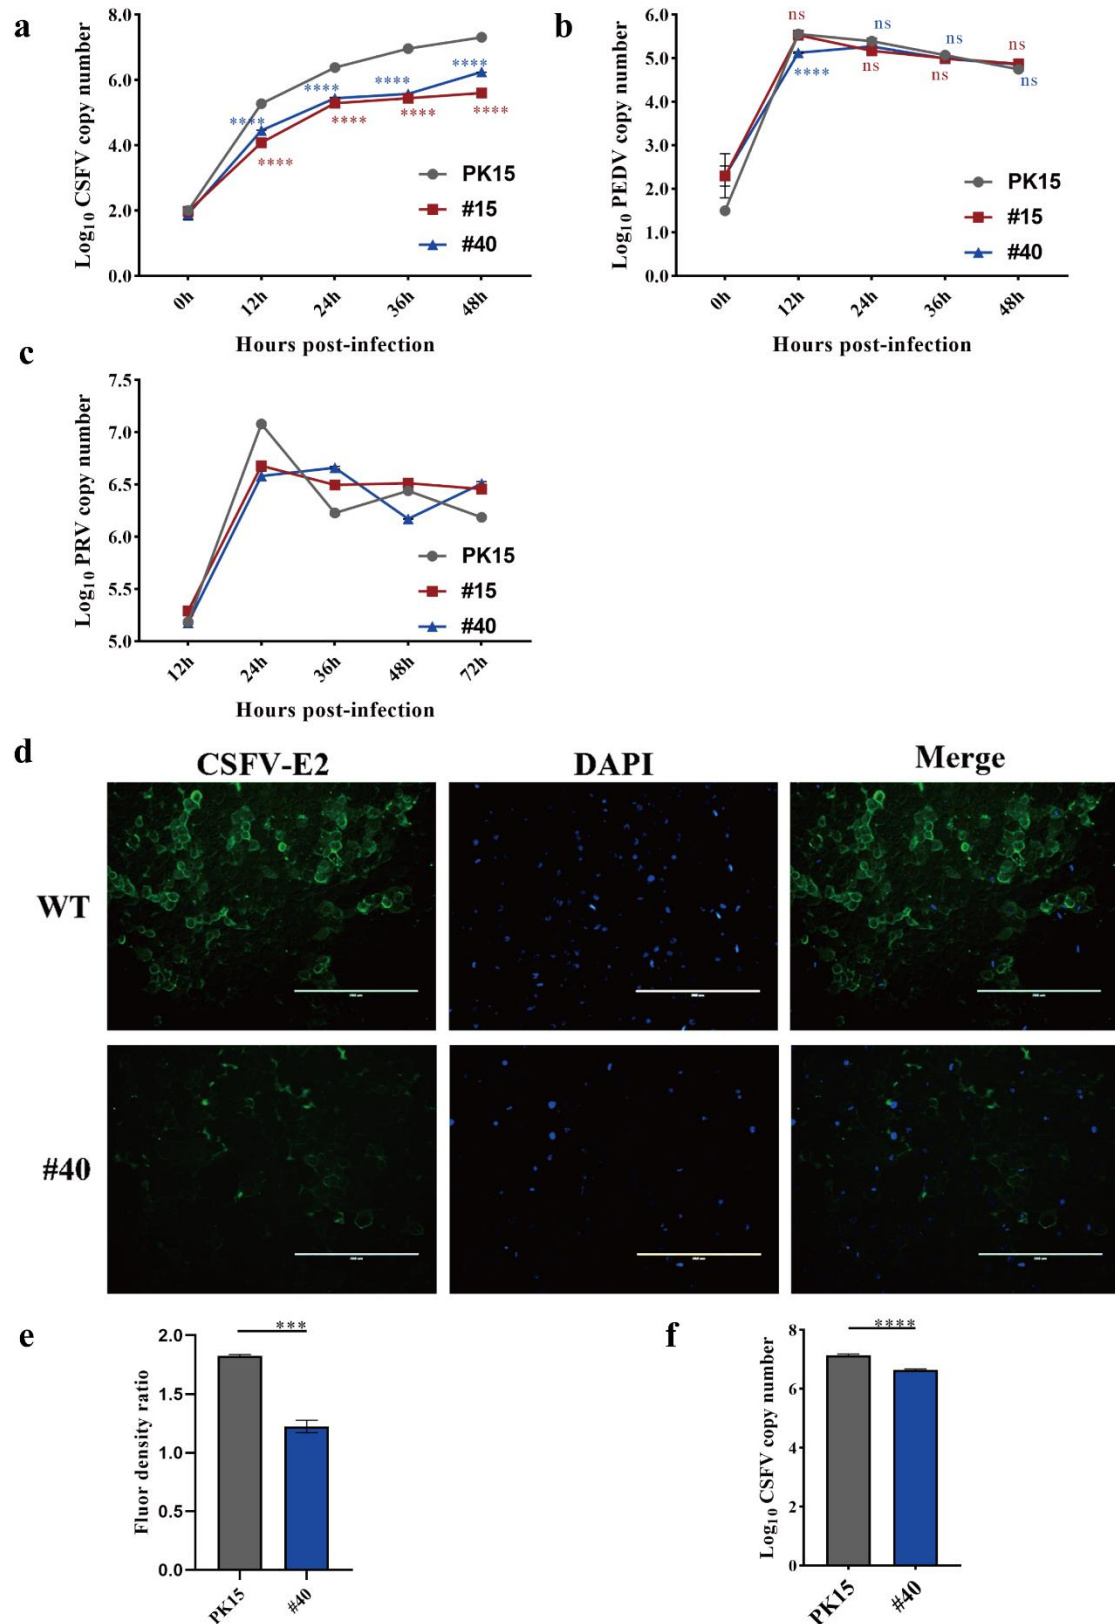 a
8.0
6.0
4.0
2.0
0.0
Log10 CSFV copy number
**** **** **** ****
**** **** **** ****
PK15
#15
#40
0h 12h 24h 36h 48h
Hours post-infection
b
6.0
5.0
4.0
3.0
2.0
1.0
0.0
Log10 PEDV copy number
ns ns ns ns
**** ns ns ns
PK15
#15
#40
0h 12h 24h 36h 48h
Hours post-infection
c
7.5
7.0
6.5
6.0
5.5
5.0
Log10 PRV copy number
PK15
#15
#40
12h 24h 36h 48h 72h
Hours post-infection
d
CSFV-E2 DAPI Merge
WT
#40
e
2.0
1.5
1.0
0.5
0.0
Fluor density ratio
***
PK15 #40
f
8
6
4
2
0
Log10 CSFV copy number
****
PK15 #40